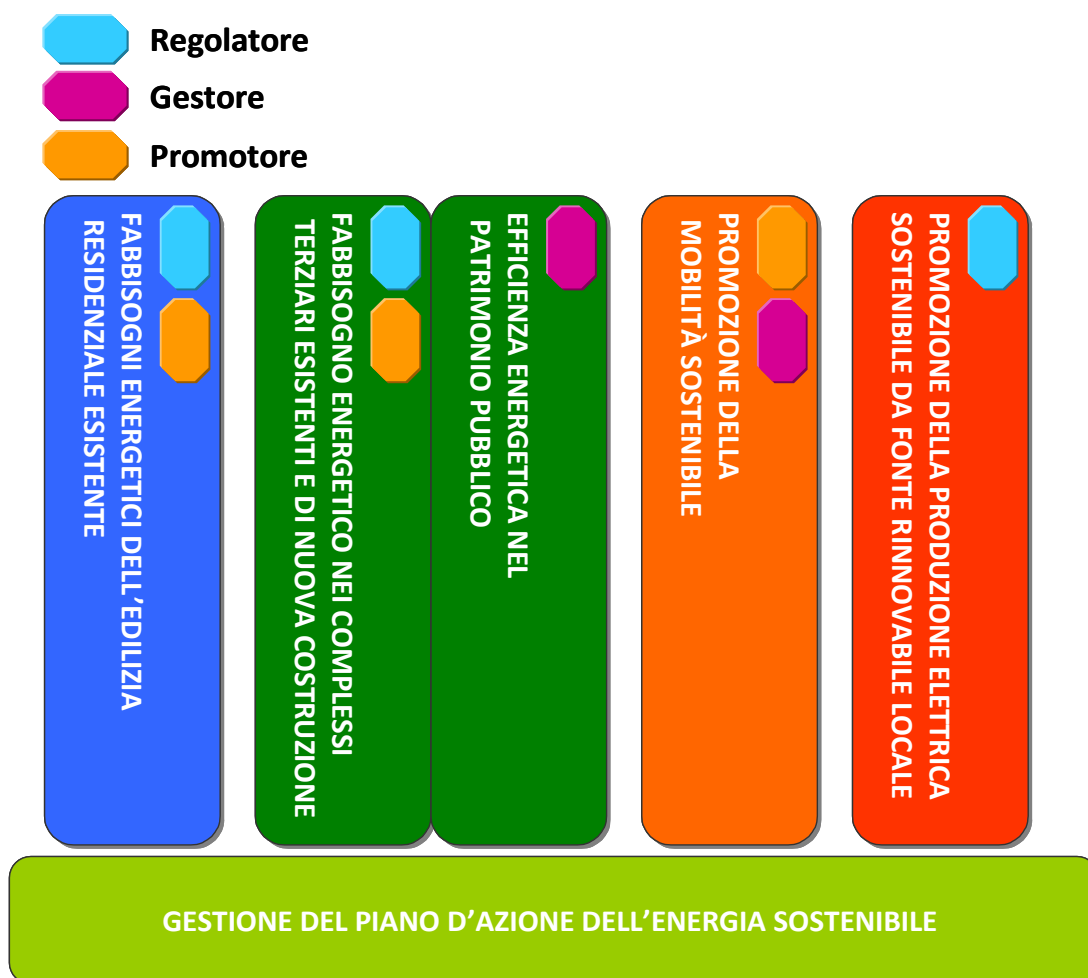 Regolatore
Gestore
Promotore
FABBISOGNI ENERGETICI DELL'EDILIZIA
RESIDENZIALE ESISTENTE
FABBISOGNO ENERGETICO NEI COMPLESSI
TERZIARI ESISTENTI E DI NUOVA COSTRUZIONE
EFFICIENZA ENERGETICA NEL
PATRIMONIO PUBBLICO
PROMOZIONE DELLA
MOBILITÀ SOSTENIBILE
PROMOZIONE DELLA PRODUZIONE ELETTRICA
SOSTENIBILE DA FONTE RINNOVABILE LOCALE
GESTIONE DEL PIANO D'AZIONE DELL'ENERGIA SOSTENIBILE